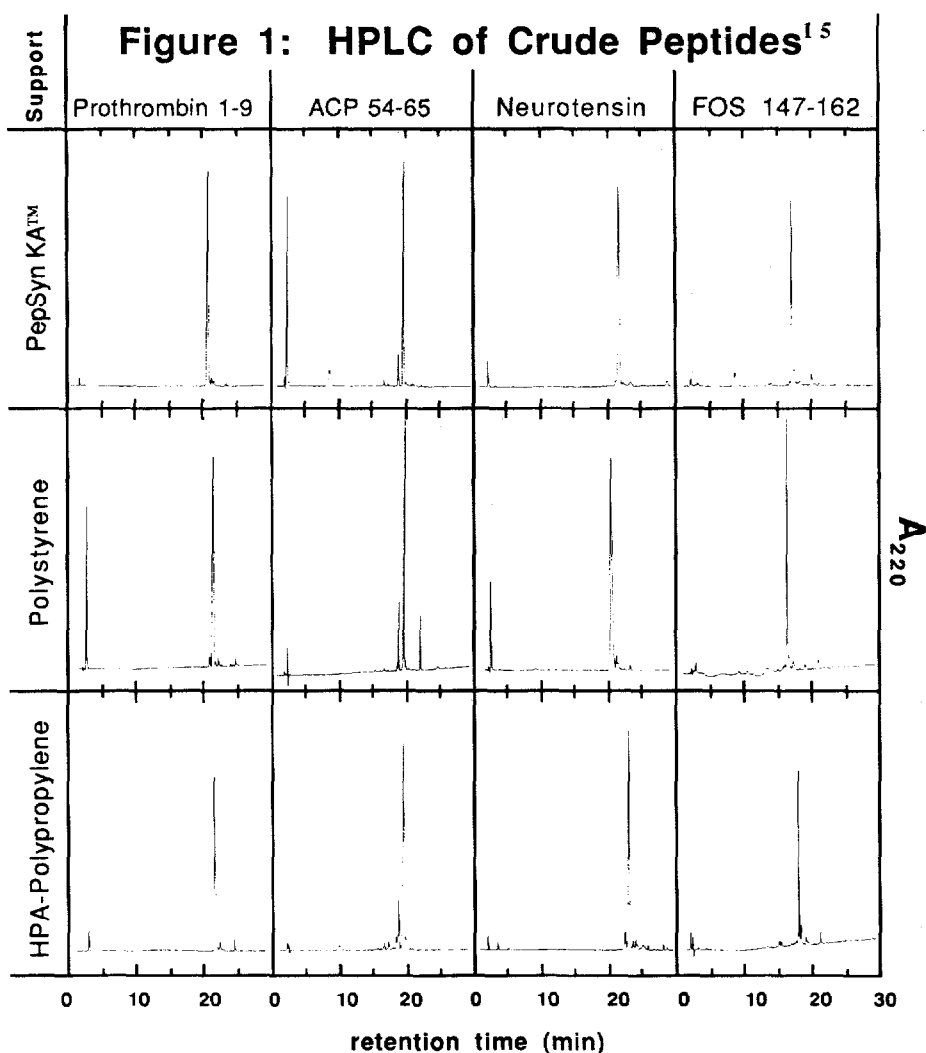 Figure 1: HPLC of Crude Peptides¹⁵
Support
Prothrombin 1-9
ACP 54-65
Neurotensin
FOS 147-162
PepSyn KA™
Polystyrene
HPA-Polypropylene
A₂₂₀
0 10 20 0 10 20 0 10 20 0 10 20 30
retention time (min)